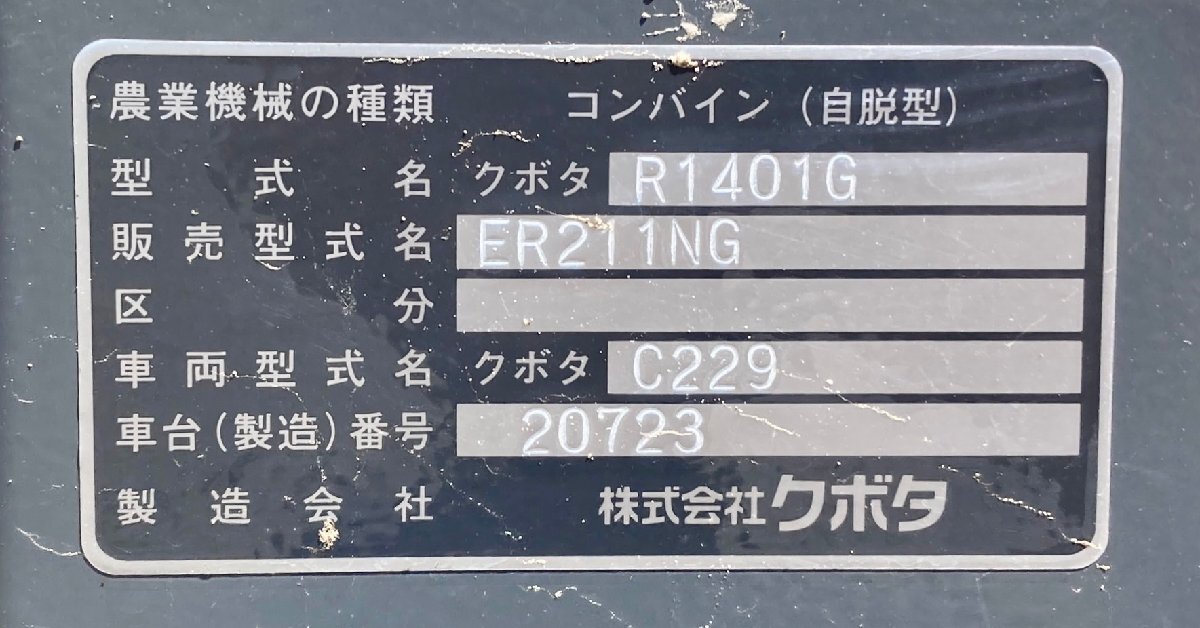 農業機械の種類 コンバイン (自脱型)
型式名 クボタ R1401G
販売型式名 ER211NG
区分
車両型式名 クボタ C229
車台(製造)番号 20723
製造会社 株式会社クボタ